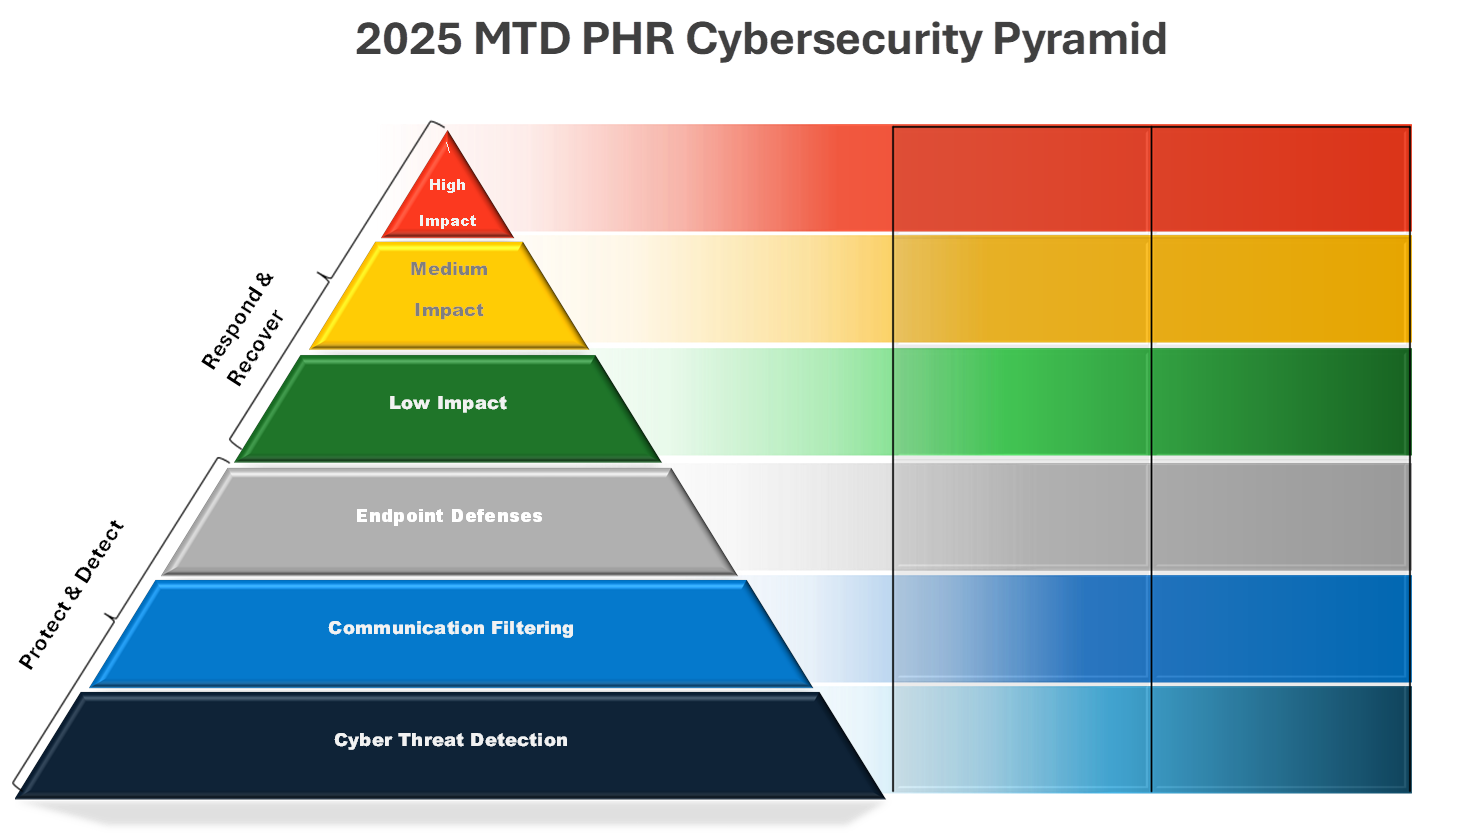 2025 MTD PHR Cybersecurity Pyramid
\
High
Impact
Medium
Impact
Respond &
Recover
Low Impact
Endpoint Defenses
Protect & Detect
Communication Filtering
Cyber Threat Detection